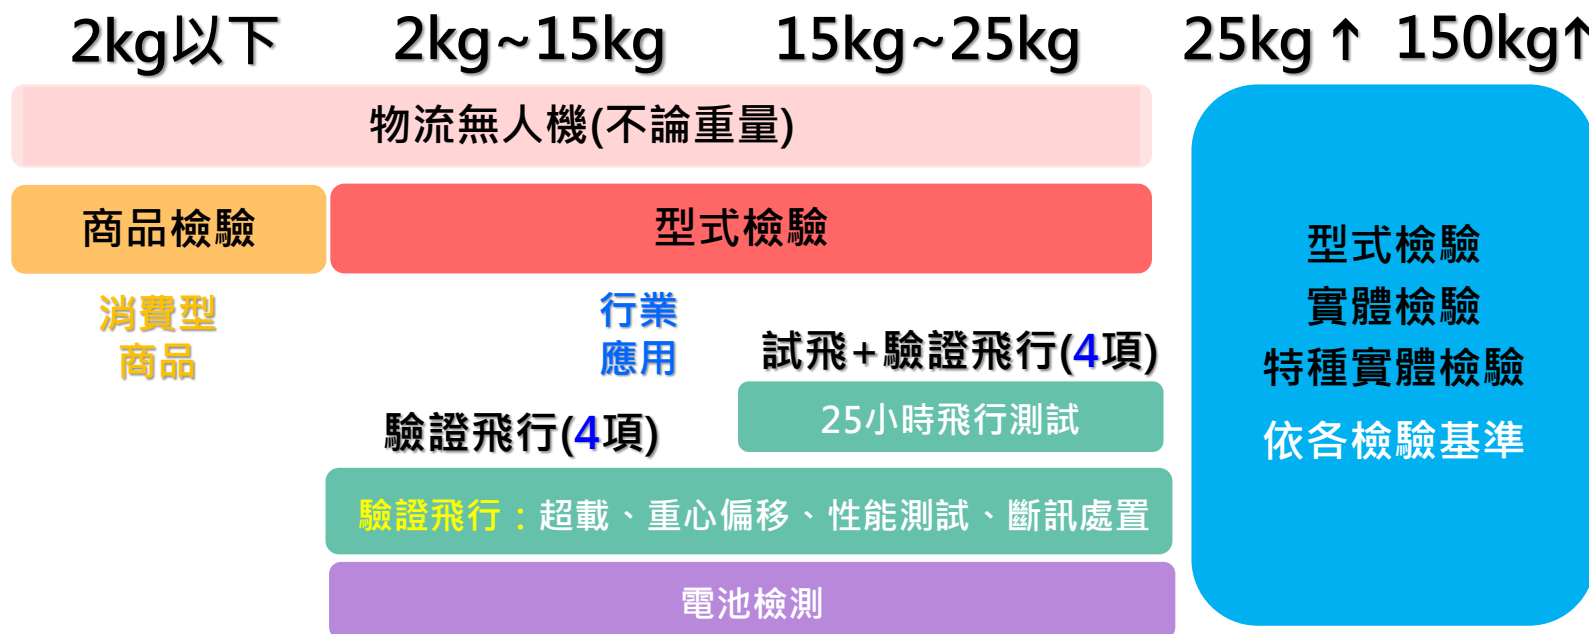 2kg以下 2kg~15kg 15kg~25kg 25kg↑ 150kg↑
物流無人機(不論重量)
商品檢驗
型式檢驗
消費型
商品
行業
應用
試飛+驗證飛行(4項)
25小時飛行測試
驗證飛行(4項)
驗證飛行：超載、重心偏移、性能測試、斷訊處置
電池檢測
型式檢驗
實體檢驗
特種實體檢驗
依各檢驗基準